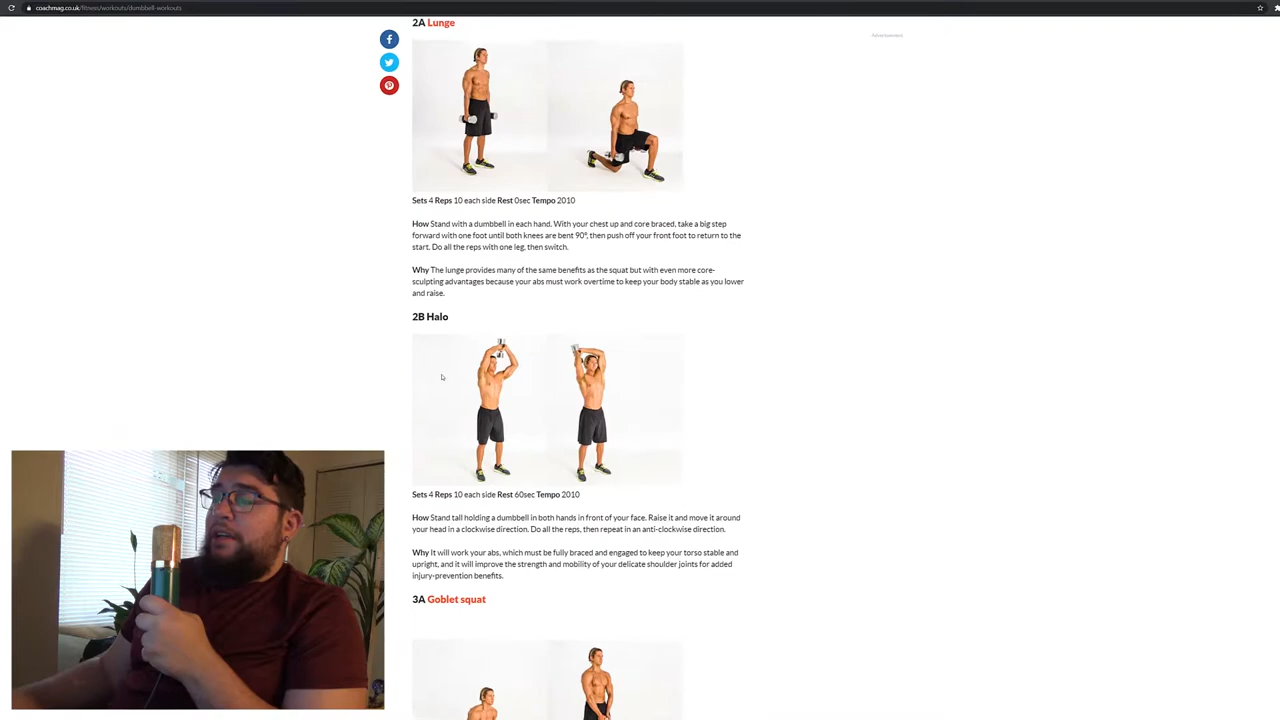 coachmag.co.uk/fitness/workouts/dumbbell-workouts
2A Lunge
Advertisement
Sets 4 Reps 10 each side Rest 0sec Tempo 2010
How Stand with a dumbbell in each hand. With your chest up and core braced, take a big step
forward with one foot until both knees are bent 90°, then push off your front foot to return to the
start. Do all the reps with one leg, then switch.
Why The lunge provides many of the same benefits as the squat but with even more core-
sculpting advantages because your abs must work overtime to keep your body stable as you lower
and raise.
2B Halo
Sets 4 Reps 10 each side Rest 60sec Tempo 2010
How Stand tall holding a dumbbell in both hands in front of your face. Raise it and move it around
your head in a clockwise direction. Do all the reps, then repeat in an anti-clockwise direction.
Why It will work your abs, which must be fully braced and engaged to keep your torso stable and
upright, and it will improve the strength and mobility of your delicate shoulder joints for added
injury-prevention benefits.
3A Goblet squat